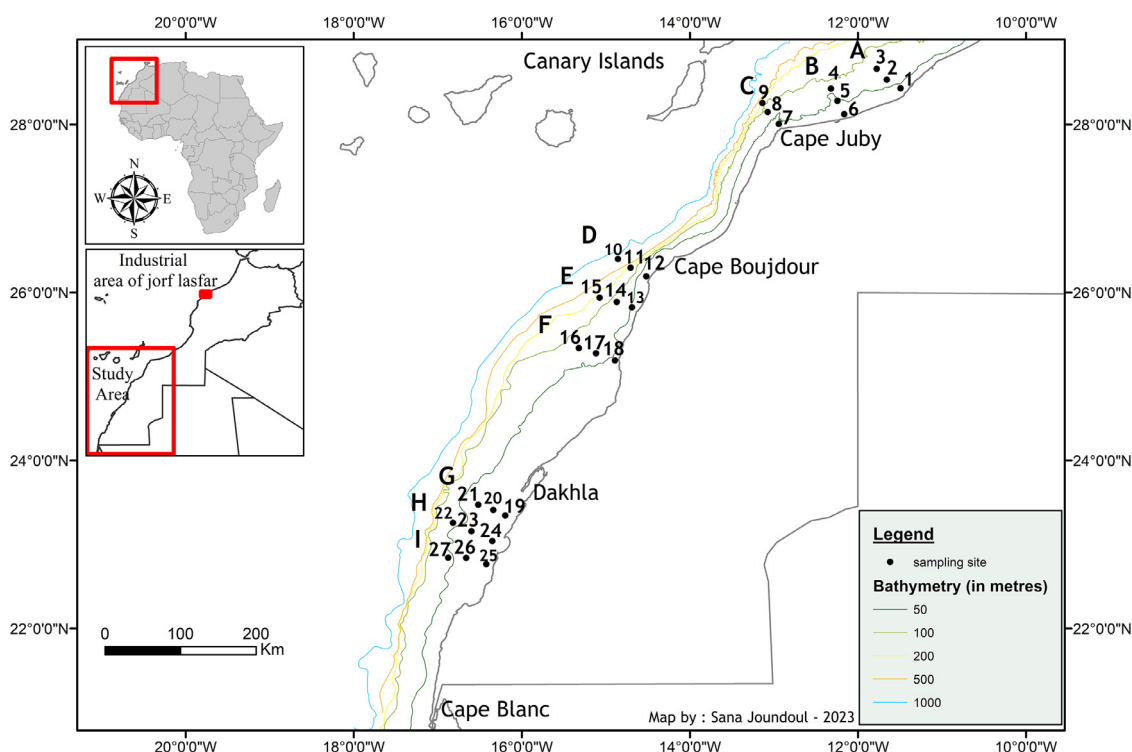 20°0'0"W 18°0'0"W 16°0'0"W 14°0'0"W 12°0'0"W 10°0'0"W
Canary Islands
A
3
2
1
B
4
5
6
C
9
8
7
28°0'0"N
28°0'0"N
Cape Juby
N
W
E
S
D
10
11
12
Cape Boujdour
E
15
14
13
F
16
17
18
26°0'0"N
26°0'0"N
Industrial
area of jorf lasfar
Study
Area
24°0'0"N
24°0'0"N
G
21
20
19
Dakhla
H
22
23
24
I
27
26
25
22°0'0"N
22°0'0"N
0 100 200
Km
Cape Blanc
Map by : Sana Joundoul - 2023
Legend
sampling site
Bathymetry (in metres)
50
100
200
500
1000
20°0'0"W 18°0'0"W 16°0'0"W 14°0'0"W 12°0'0"W 10°0'0"W